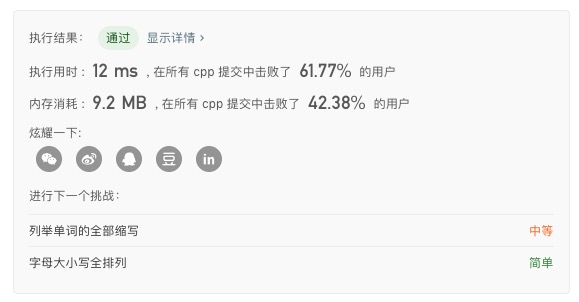 执行结果： 通过 显示详情 ›
执行用时： 12 ms ，在所有 cpp 提交中击败了 61.77% 的用户
内存消耗： 9.2 MB ，在所有 cpp 提交中击败了 42.38% 的用户
炫耀一下:
豆 in
进行下一个挑战：
列举单词的全部缩写 中等
字母大小写全排列 简单